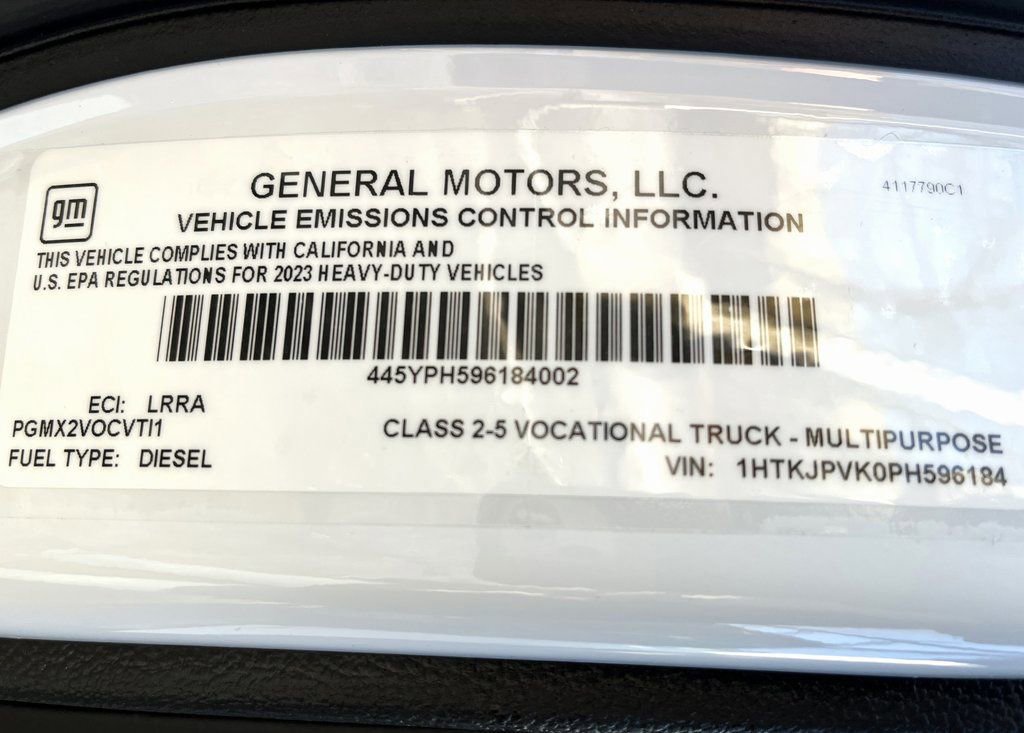 gm
GENERAL MOTORS, LLC.
4117790C1
VEHICLE EMISSIONS CONTROL INFORMATION
THIS VEHICLE COMPLIES WITH CALIFORNIA AND
U.S. EPA REGULATIONS FOR 2023 HEAVY-DUTY VEHICLES
445YPH596184002
ECI: LRRA
PGMX2VOCVTI1
CLASS 2-5 VOCATIONAL TRUCK - MULTIPURPOSE
FUEL TYPE: DIESEL
VIN: 1HTKJPVK0PH596184